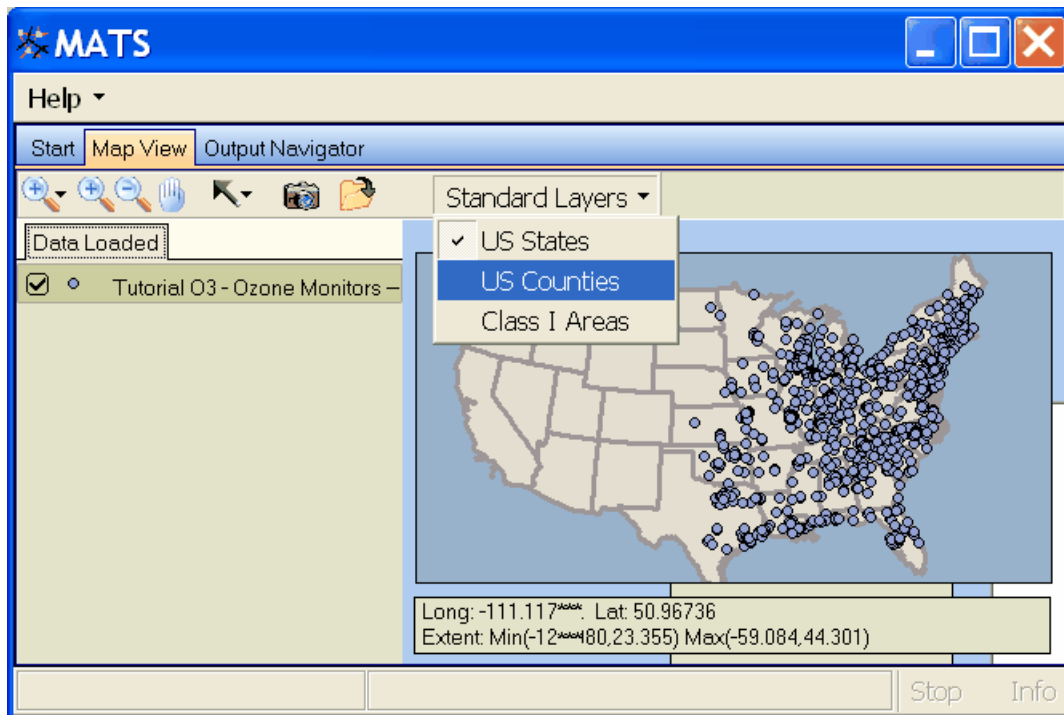 MATS
Help
Start Map View Output Navigator
Standard Layers
Data Loaded
US States
US Counties
Class I Areas
Tutorial O3 - Ozone Monitors –
Long: -111.117***. Lat: 50.96736
Extent: Min(-12***480,23.355) Max(-59.084,44.301)
Stop Info